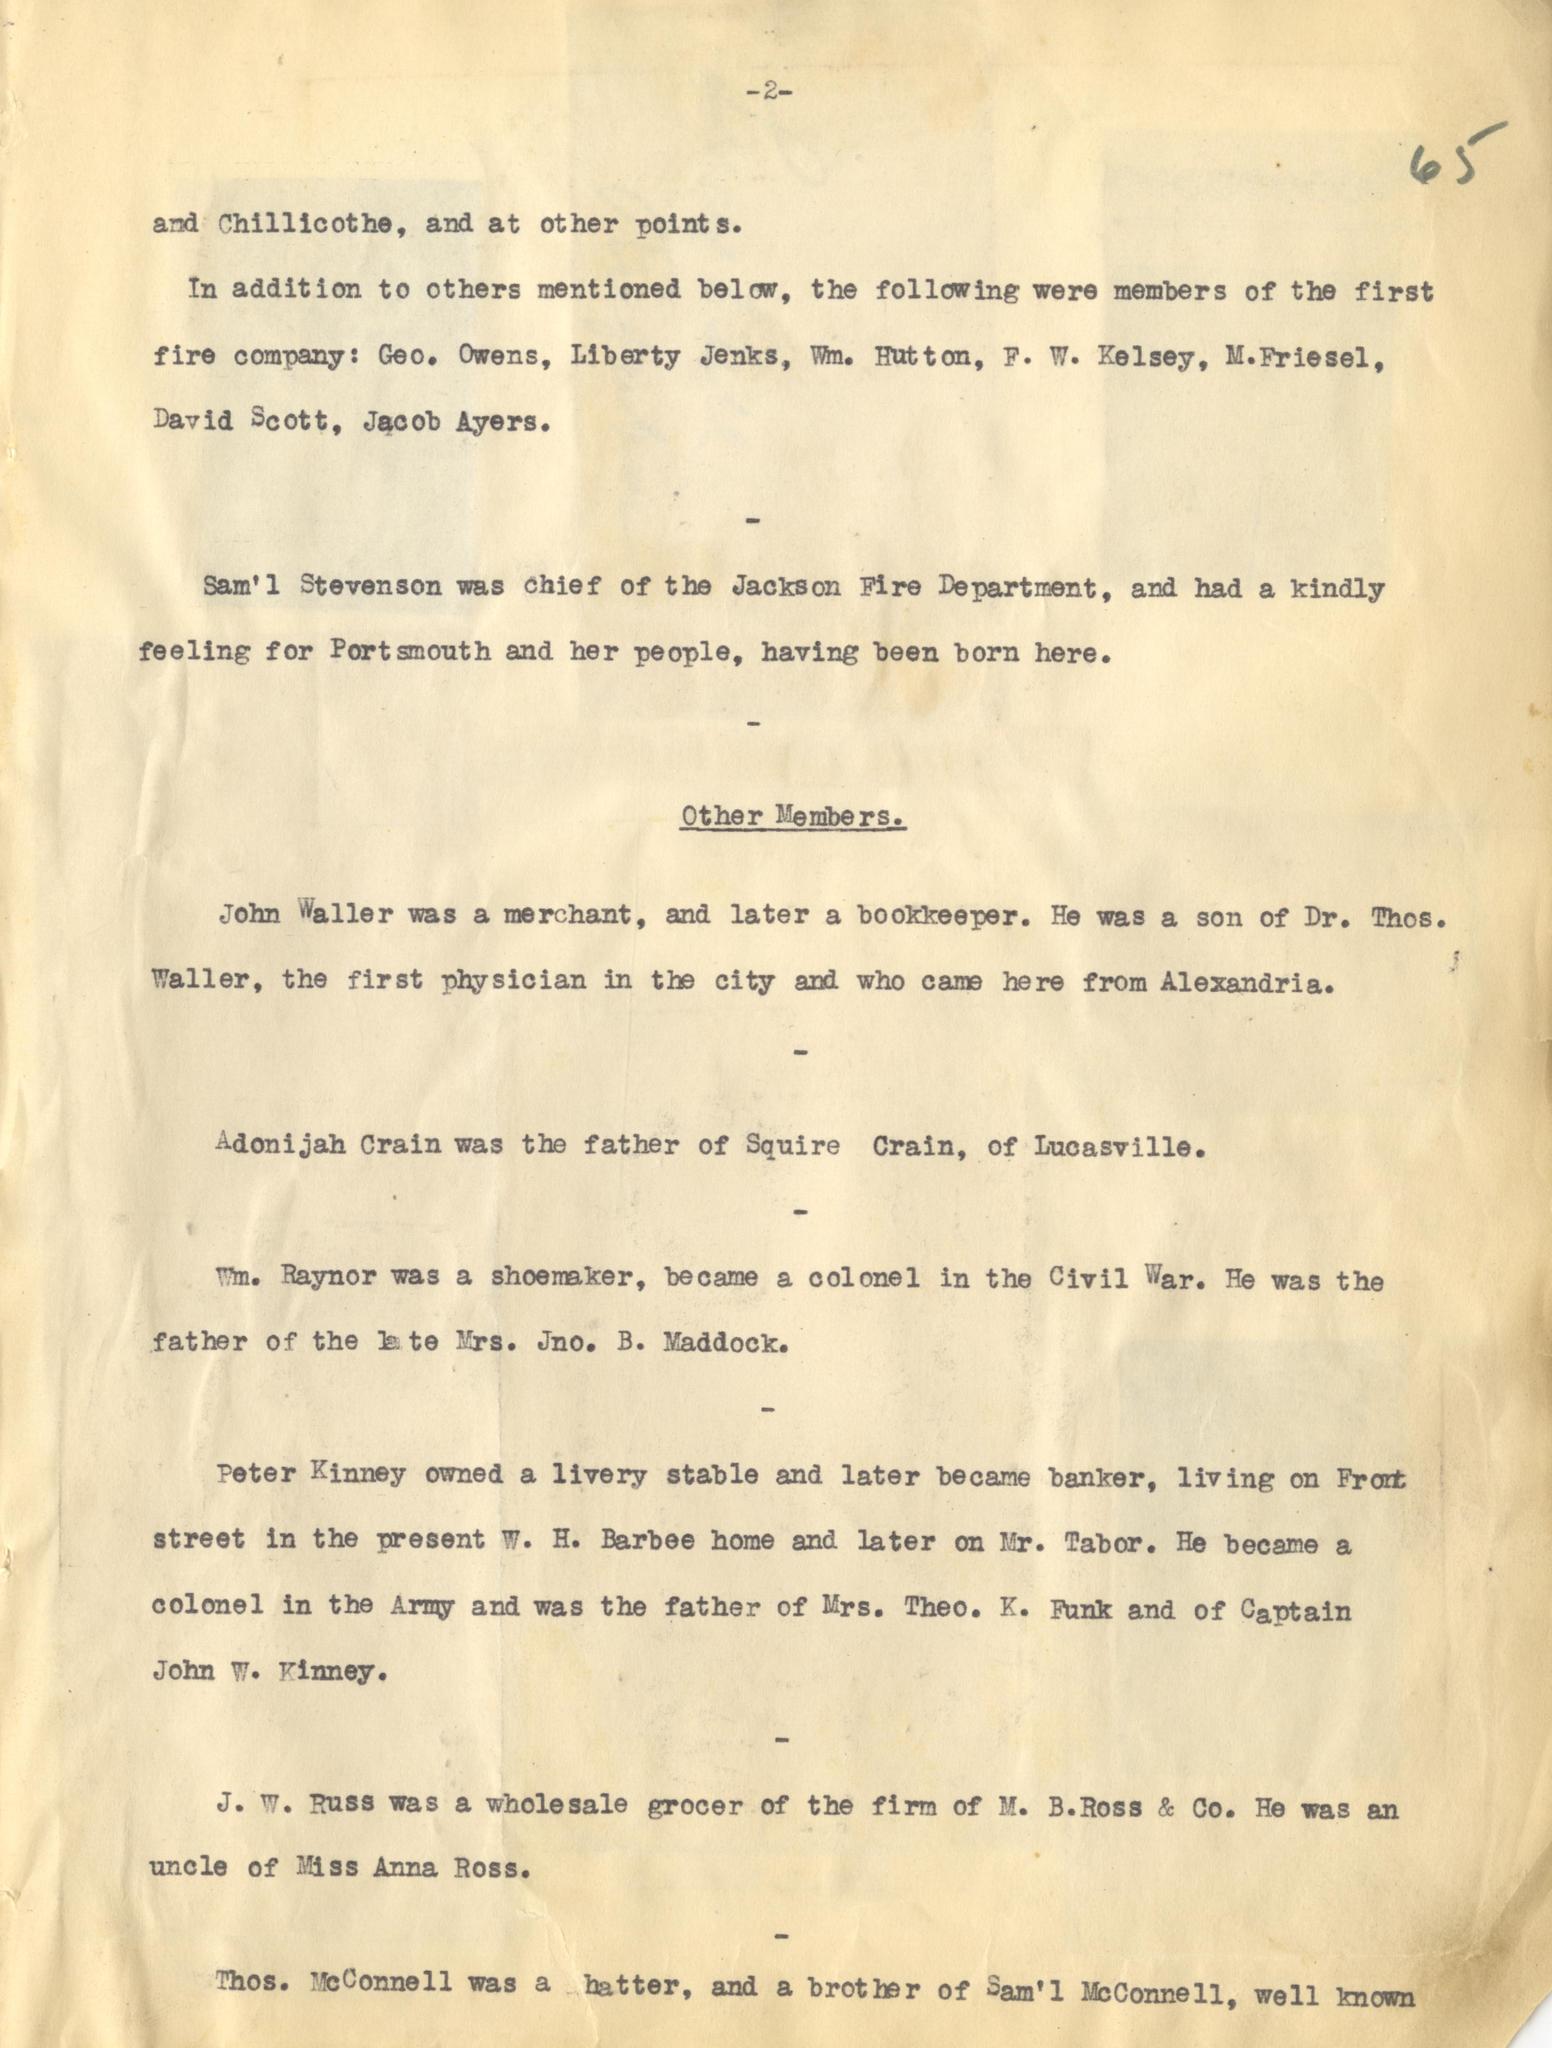 -2-
65
and Chillicothe, and at other points.
In addition to others mentioned below, the following were members of the first
fire company: Geo. Owens, Liberty Jenks, Wm. Hutton, F. W. Kelsey, M.Friesel,
David Scott, Jacob Ayers.
-
Sam'l Stevenson was chief of the Jackson Fire Department, and had a kindly
feeling for Portsmouth and her people, having been born here.
-
Other Members.
John Waller was a merchant, and later a bookkeeper. He was a son of Dr. Thos.
Waller, the first physician in the city and who came here from Alexandria.
-
Adonijah Crain was the father of Squire Crain, of Lucasville.
-
Wm. Raynor was a shoemaker, became a colonel in the Civil War. He was the
father of the late Mrs. Jno. B. Maddock.
-
Peter Kinney owned a livery stable and later became banker, living on Front
street in the present W. H. Barbee home and later on Mr. Tabor. He became a
colonel in the Army and was the father of Mrs. Theo. K. Funk and of Captain
John W. Kinney.
-
J. W. Russ was a wholesale grocer of the firm of M. B.Ross & Co. He was an
uncle of Miss Anna Ross.
-
Thos. McConnell was a hatter, and a brother of Sam'l McConnell, well known